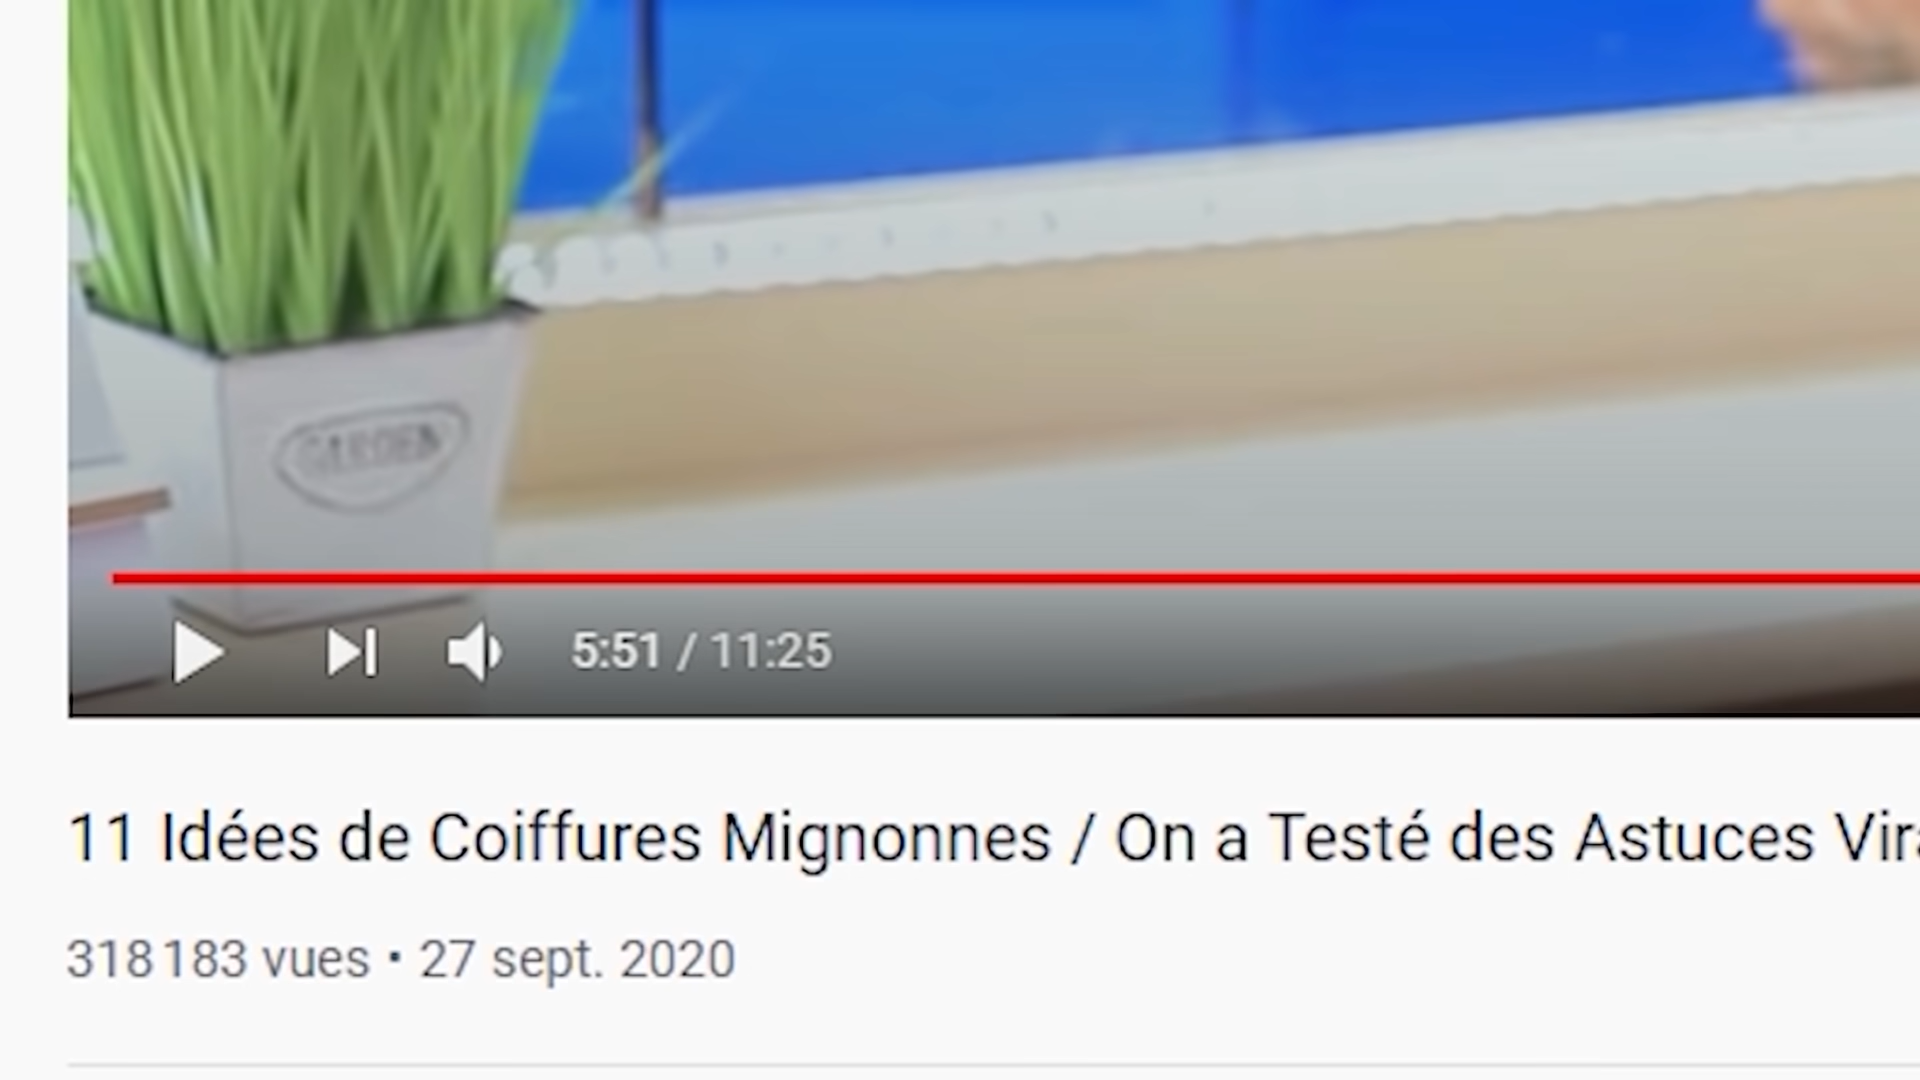 GARDEN
5:51 / 11:25
11 Idées de Coiffures Mignonnes / On a Testé des Astuces Vira
318 183 vues • 27 sept. 2020